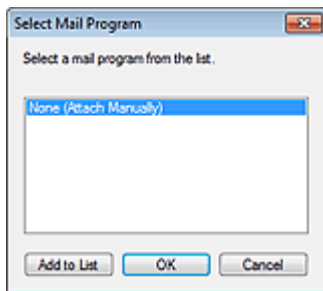 Select Mail Program
Select a mail program from the list.
None (Attach Manually)
Add to List
OK
Cancel